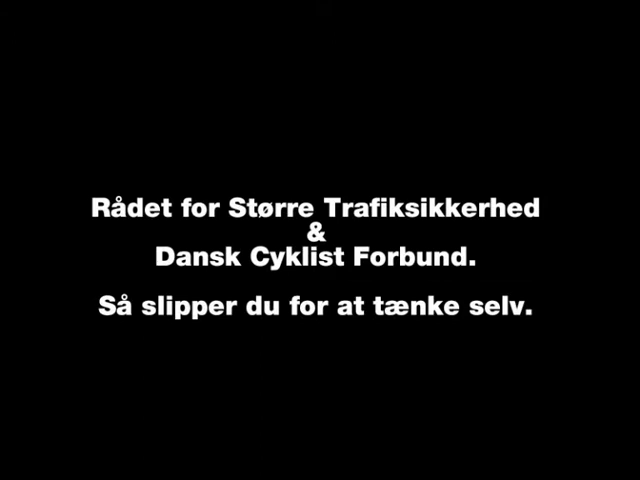 Rådet for Større Trafiksikkerhed
&
Dansk Cyklist Forbund.
Så slipper du for at tænke selv.